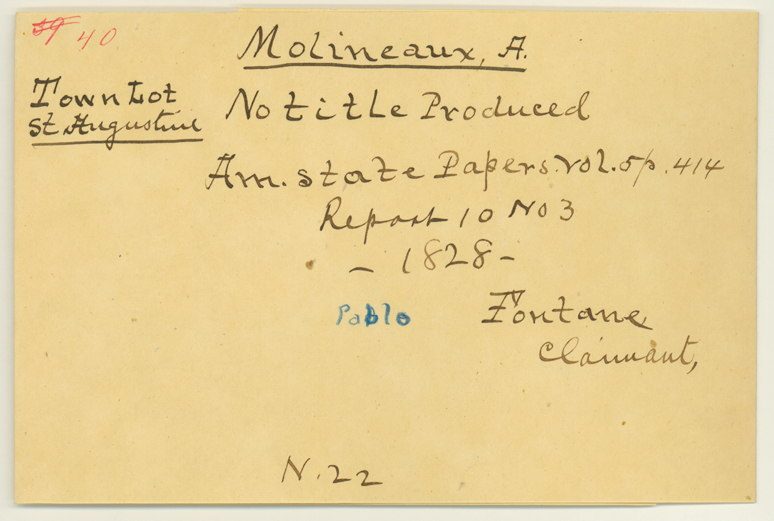 39 40
Molineaux, A.
Town Lot
St Augustine
No title Produced
Am. state Papers. vol. 5 p. 414
Report 10 No 3
– 1828 –
Pablo Fontane
Claimant,
N. 22